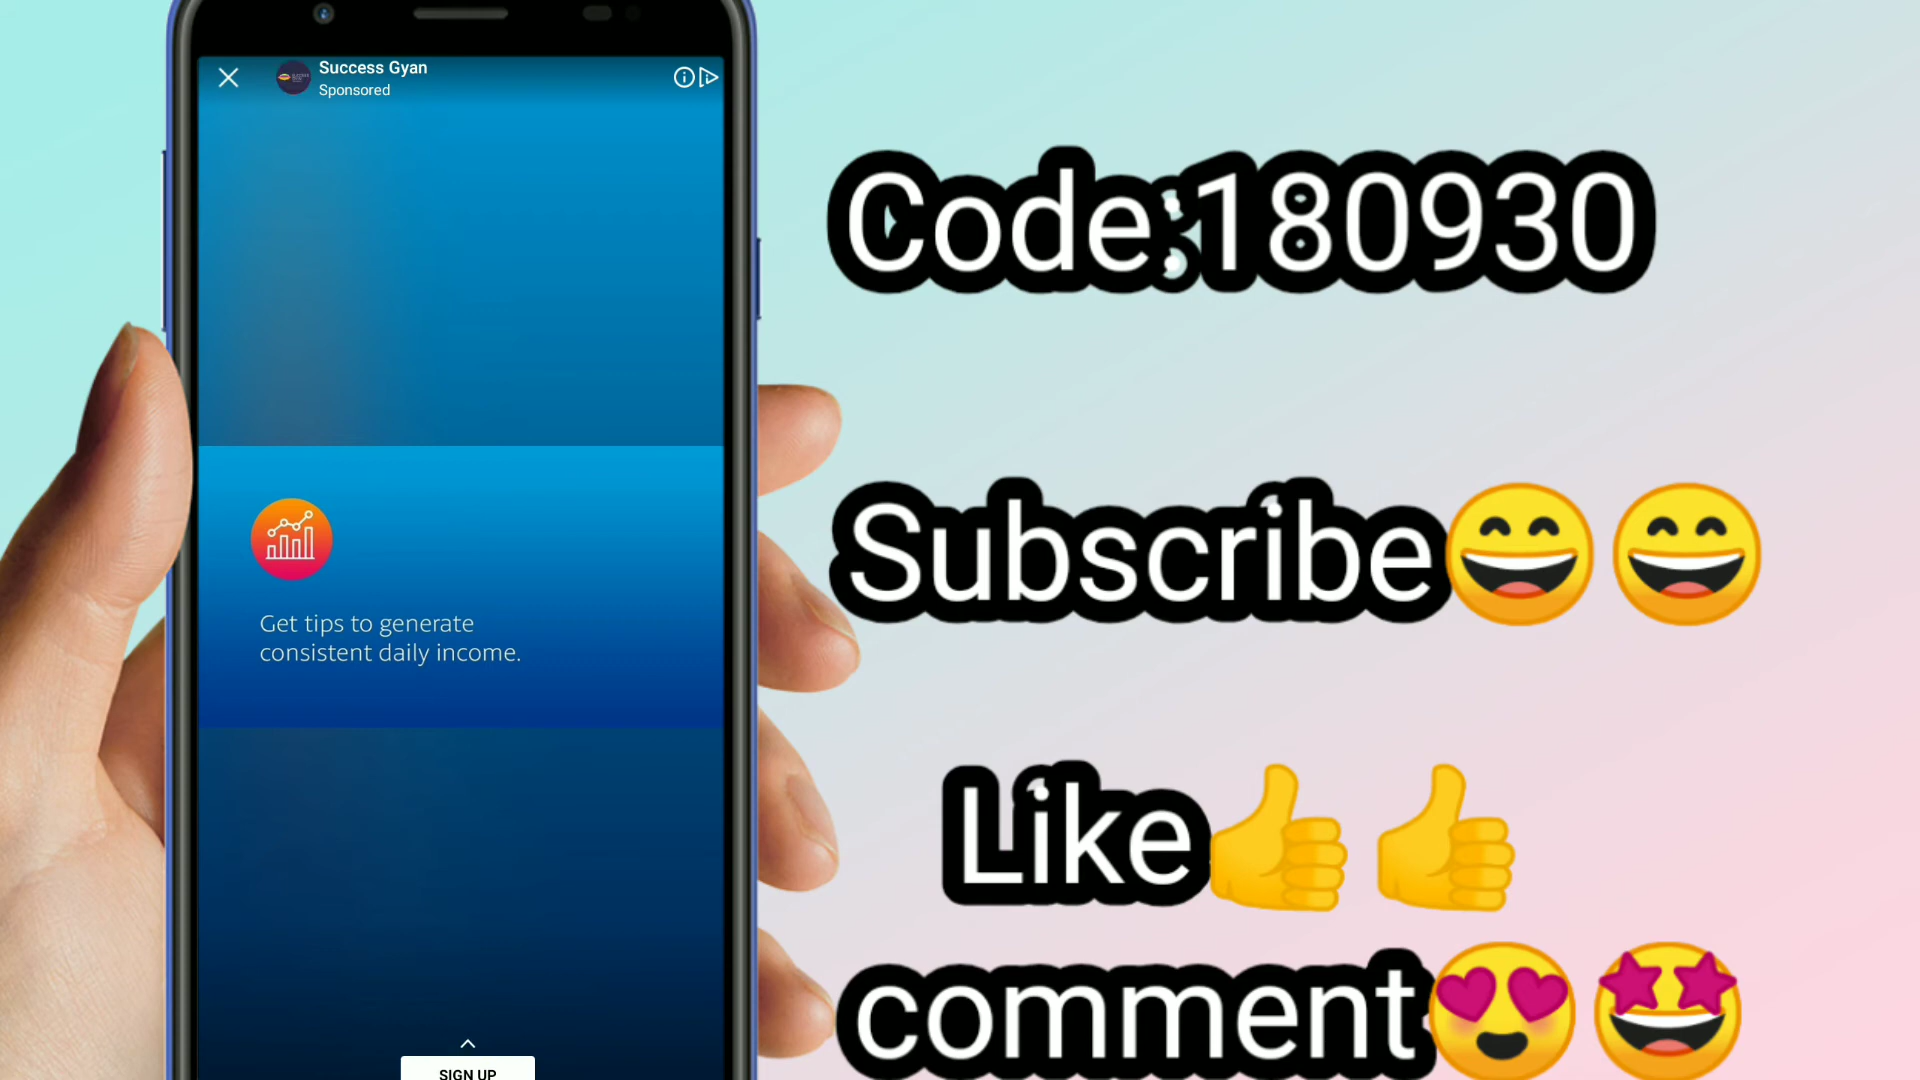 Success Gyan
Sponsored
Get tips to generate
consistent daily income.
SIGN UP
Code:180930
Subscribe😄😄
Like👍👍
comment😍🤩